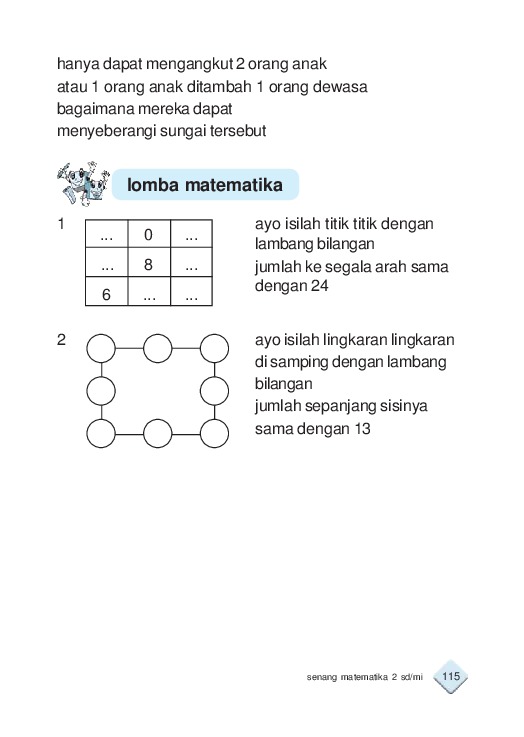 hanya dapat mengangkut 2 orang anak
atau 1 orang anak ditambah 1 orang dewasa
bagaimana mereka dapat
menyeberangi sungai tersebut
lomba matematika
1
... 0 ...
... 8 ...
6 ... ...
ayo isilah titik titik dengan
lambang bilangan
jumlah ke segala arah sama
dengan 24
2
ayo isilah lingkaran lingkaran
di samping dengan lambang
bilangan
jumlah sepanjang sisinya
sama dengan 13
senang matematika 2 sd/mi 115